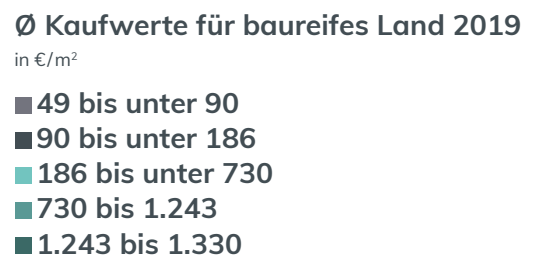 Ø Kaufwerte für baureifes Land 2019
in €/m²
49 bis unter 90
90 bis unter 186
186 bis unter 730
730 bis 1.243
1.243 bis 1.330